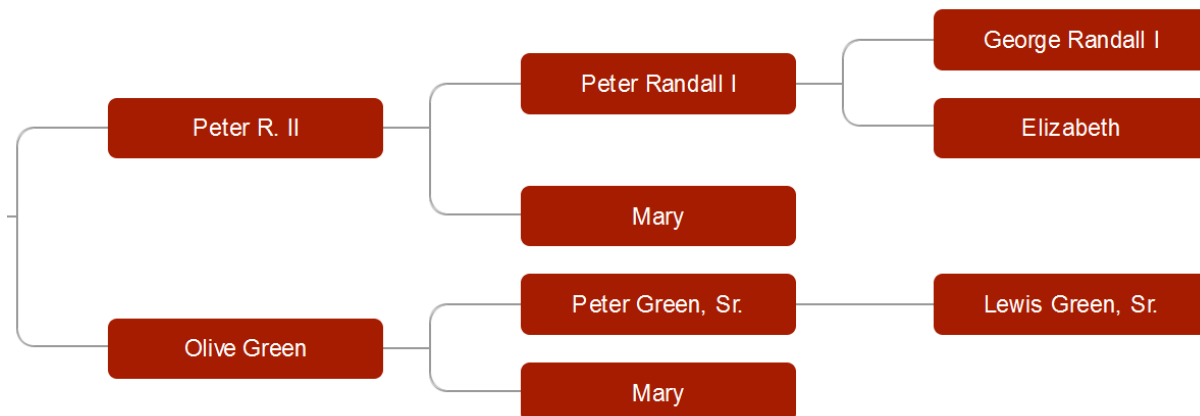 George Randall I
Peter Randall I
Peter R. II
Elizabeth
Mary
Peter Green, Sr.
Lewis Green, Sr.
Olive Green
Mary